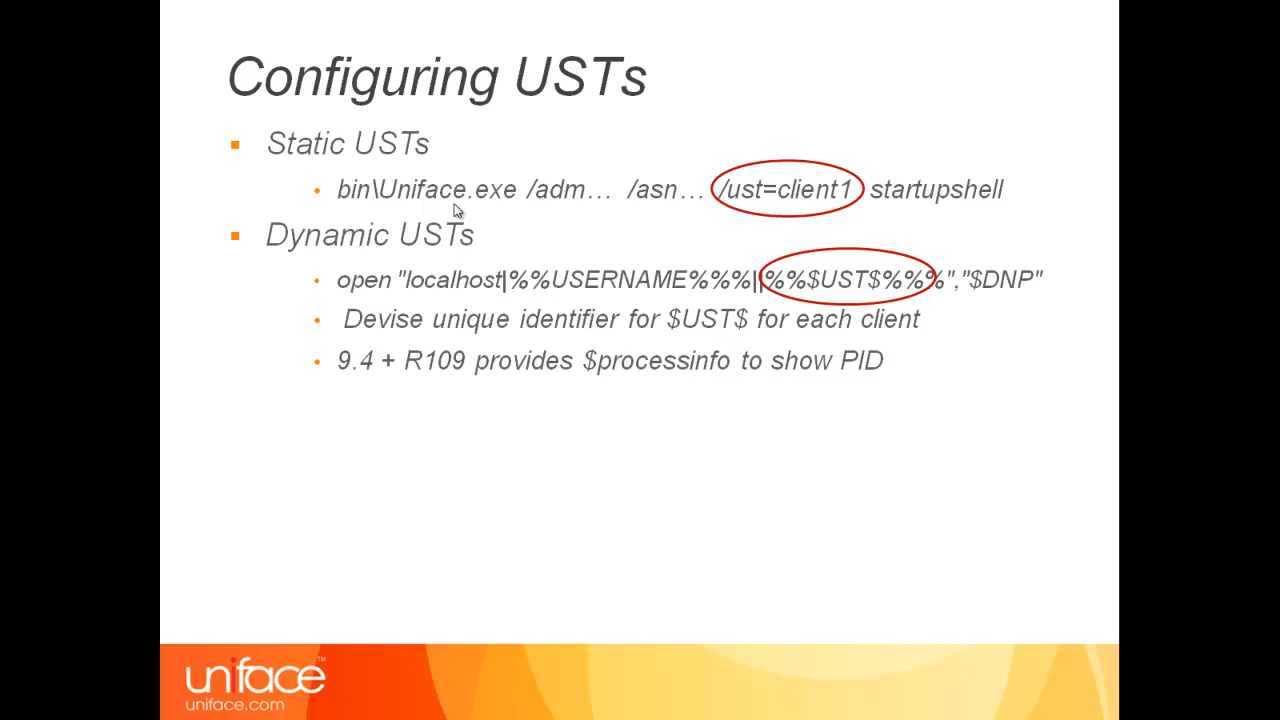 Configuring USTs
Static USTs
bin\Uniface.exe /adm… /asn… /ust=client1 startupshell
Dynamic USTs
open "localhost|%%USERNAME%%%||%%$UST$%%%","$DNP"
Devise unique identifier for $UST$ for each client
9.4 + R109 provides $processinfo to show PID
uniface™
uniface.com